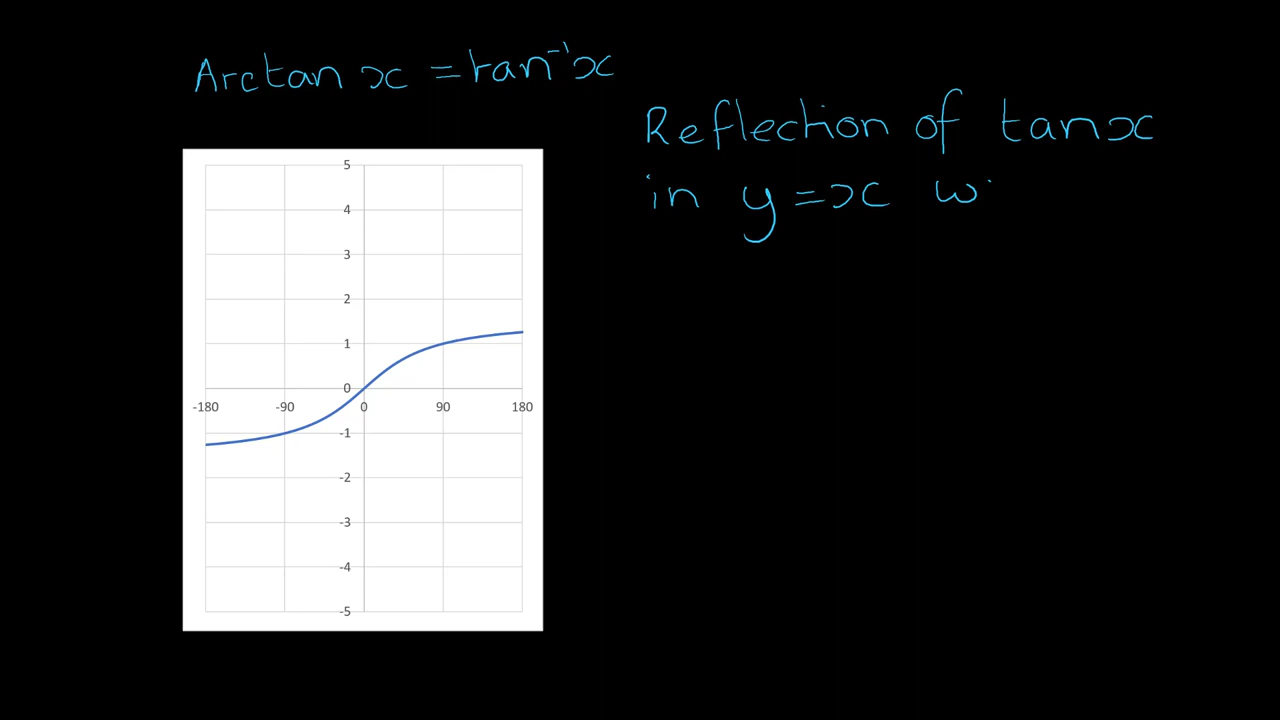 Arctan x = tan⁻¹x
Reflection of tanx
in y = x w
5
4
3
2
1
0
-180 -90 0 90 180
-1
-2
-3
-4
-5